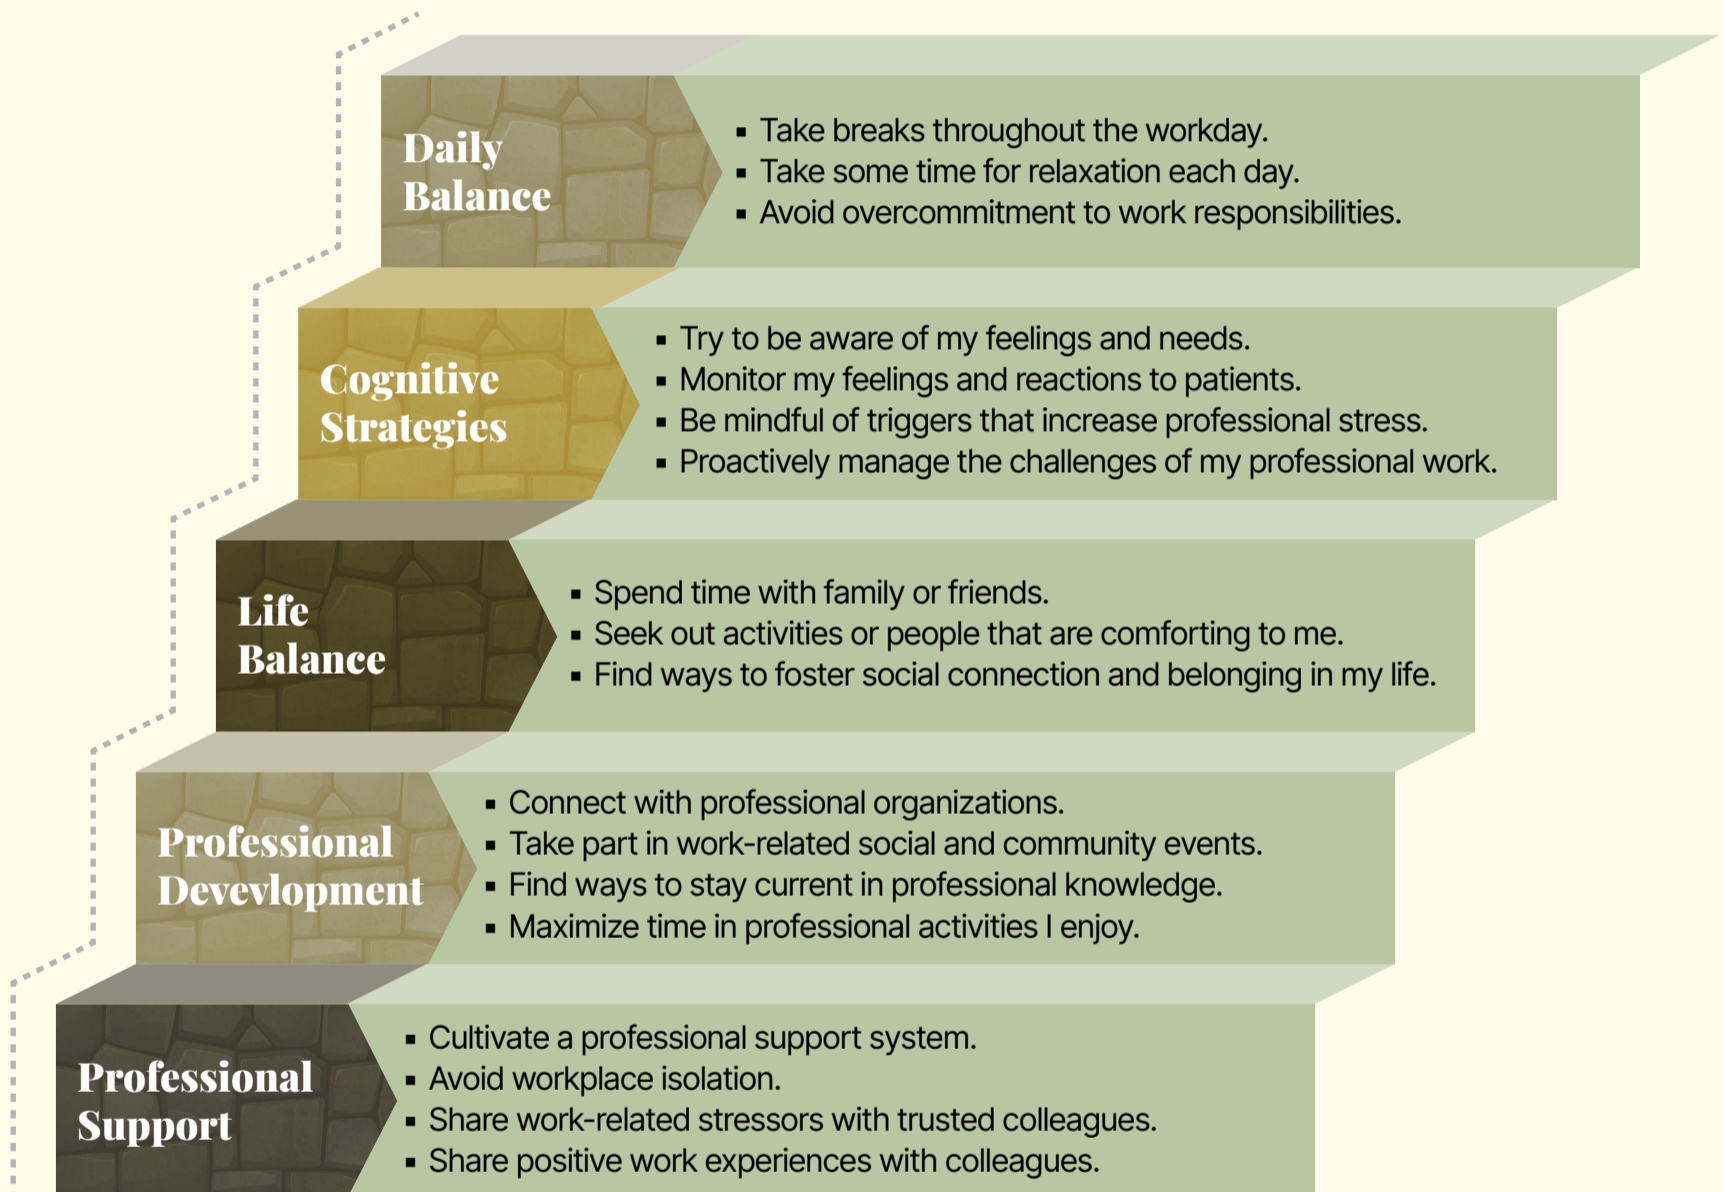 Daily
Balance
▪ Take breaks throughout the workday.
▪ Take some time for relaxation each day.
▪ Avoid overcommitment to work responsibilities.
Cognitive
Strategies
▪ Try to be aware of my feelings and needs.
▪ Monitor my feelings and reactions to patients.
▪ Be mindful of triggers that increase professional stress.
▪ Proactively manage the challenges of my professional work.
Life
Balance
▪ Spend time with family or friends.
▪ Seek out activities or people that are comforting to me.
▪ Find ways to foster social connection and belonging in my life.
Professional
Devevlopment
▪ Connect with professional organizations.
▪ Take part in work-related social and community events.
▪ Find ways to stay current in professional knowledge.
▪ Maximize time in professional activities I enjoy.
Professional
Support
▪ Cultivate a professional support system.
▪ Avoid workplace isolation.
▪ Share work-related stressors with trusted colleagues.
▪ Share positive work experiences with colleagues.